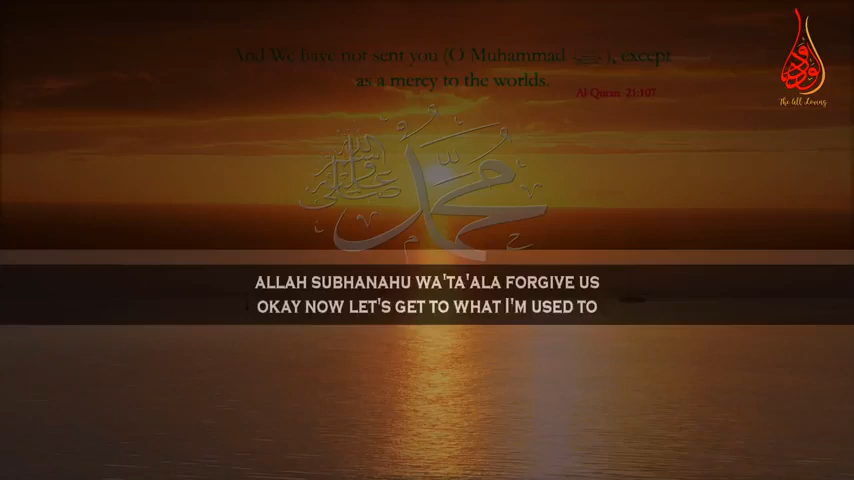 And We have not sent you (O Muhammad ﷺ), except
as a mercy to the worlds.
Al Quran 21:107
The All Loving
محمد
صلى الله عليه وسلم
ALLAH SUBHANAHU WA'TA'ALA FORGIVE US
OKAY NOW LET'S GET TO WHAT I'M USED TO